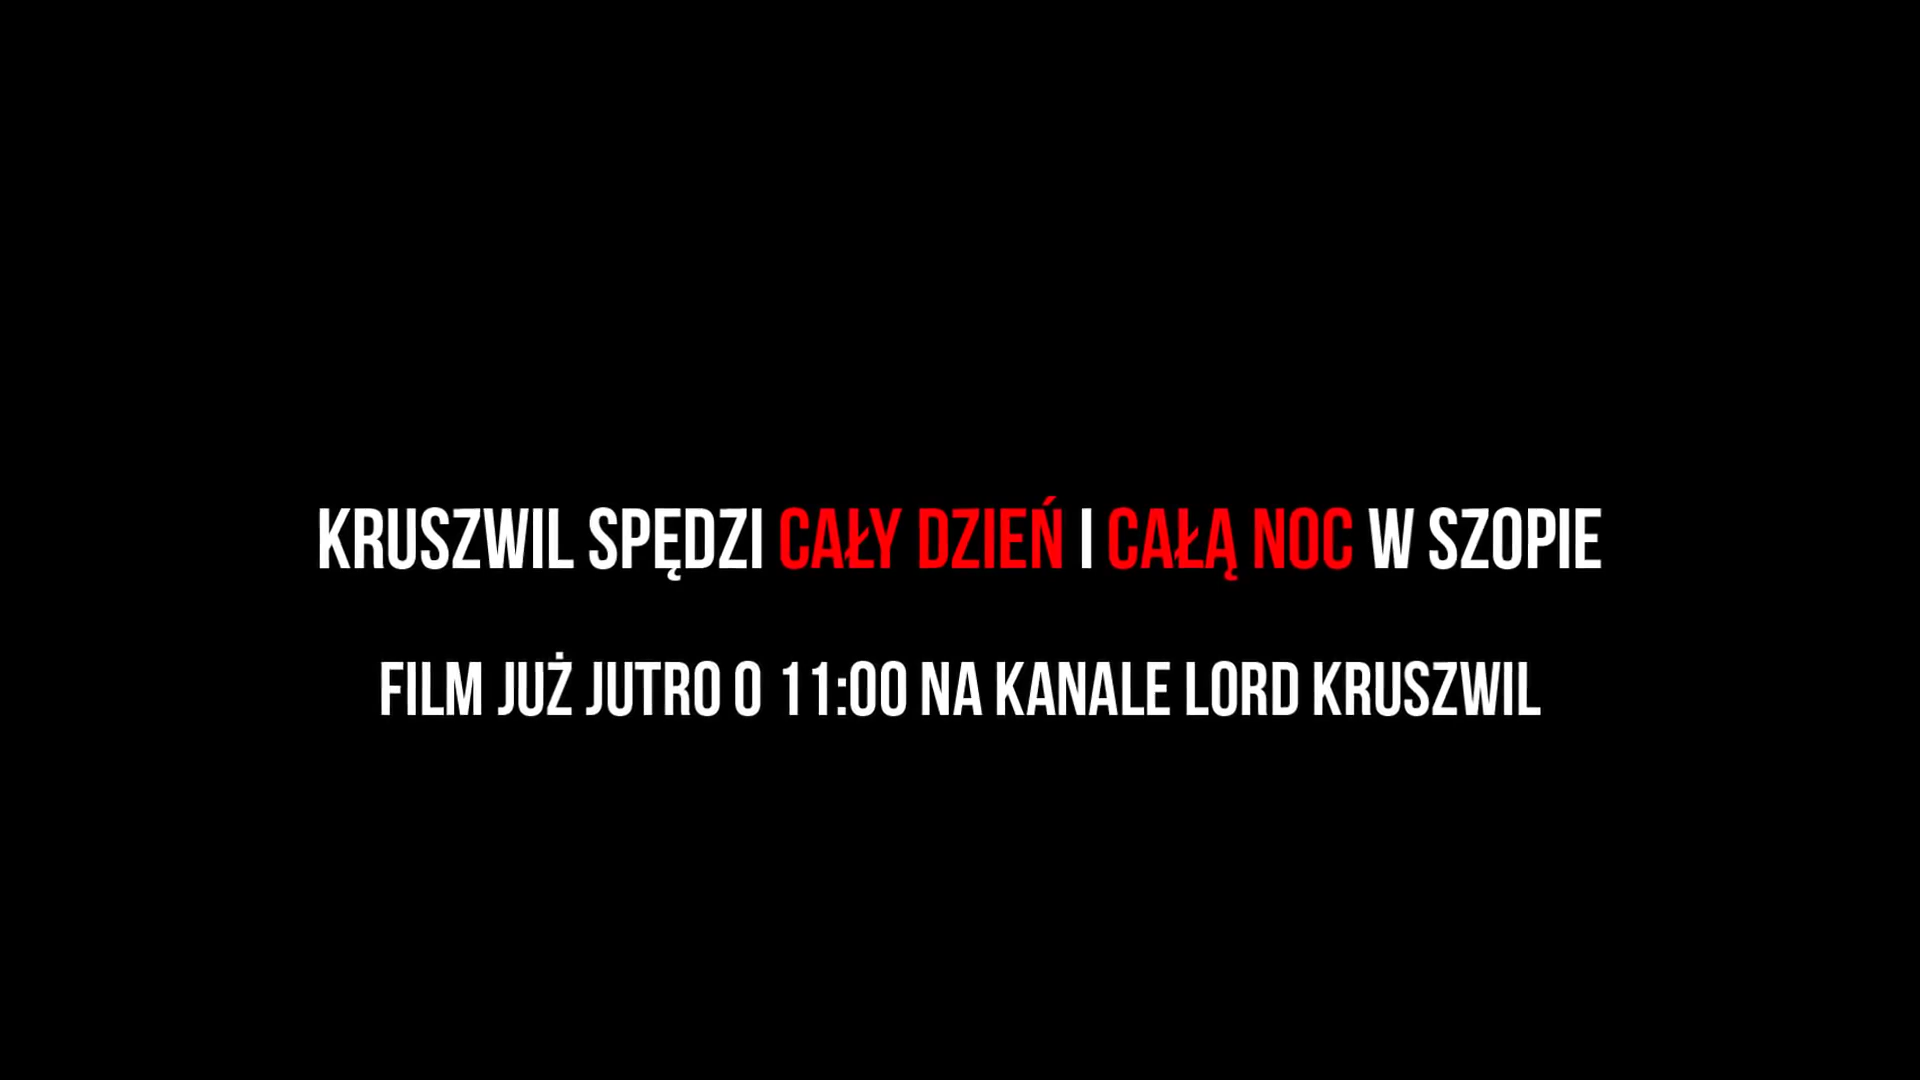 KRUSZWIL SPĘDZI CAŁY DZIEŃ I CAŁĄ NOC W SZOPIE
FILM JUŻ JUTRO O 11:00 NA KANALE LORD KRUSZWIL